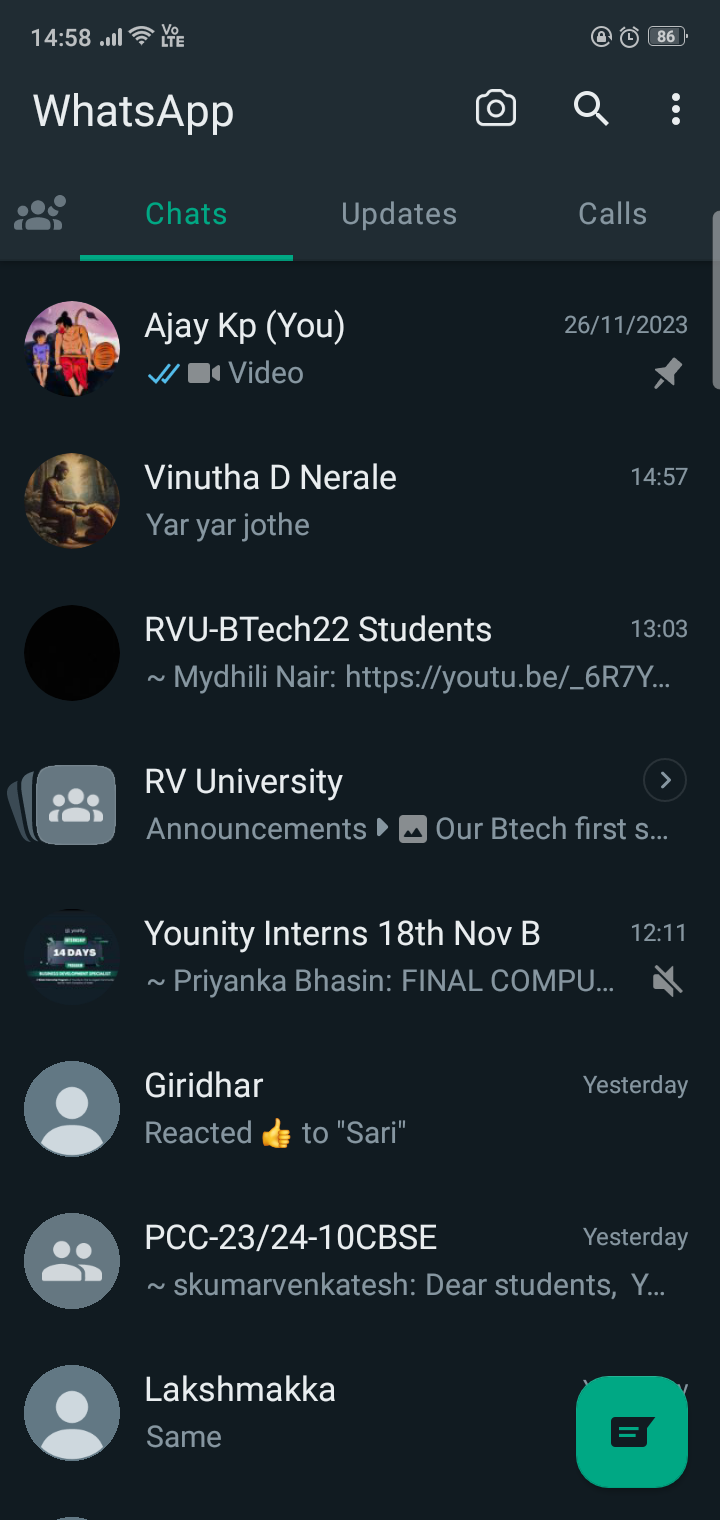 14:58 Vo LTE 86
WhatsApp
Chats Updates Calls
Ajay Kp (You) 26/11/2023
Video
Vinutha D Nerale 14:57
Yar yar jothe
RVU-BTech22 Students 13:03
~ Mydhili Nair: https://youtu.be/_6R7Y...
RV University
Announcements Our Btech first s...
Younity Interns 18th Nov B 12:11
14 DAYS
~ Priyanka Bhasin: FINAL COMPU...
Giridhar Yesterday
Reacted 👍 to "Sari"
PCC-23/24-10CBSE Yesterday
~ skumarvenkatesh: Dear students, Y...
Lakshmakka
Same